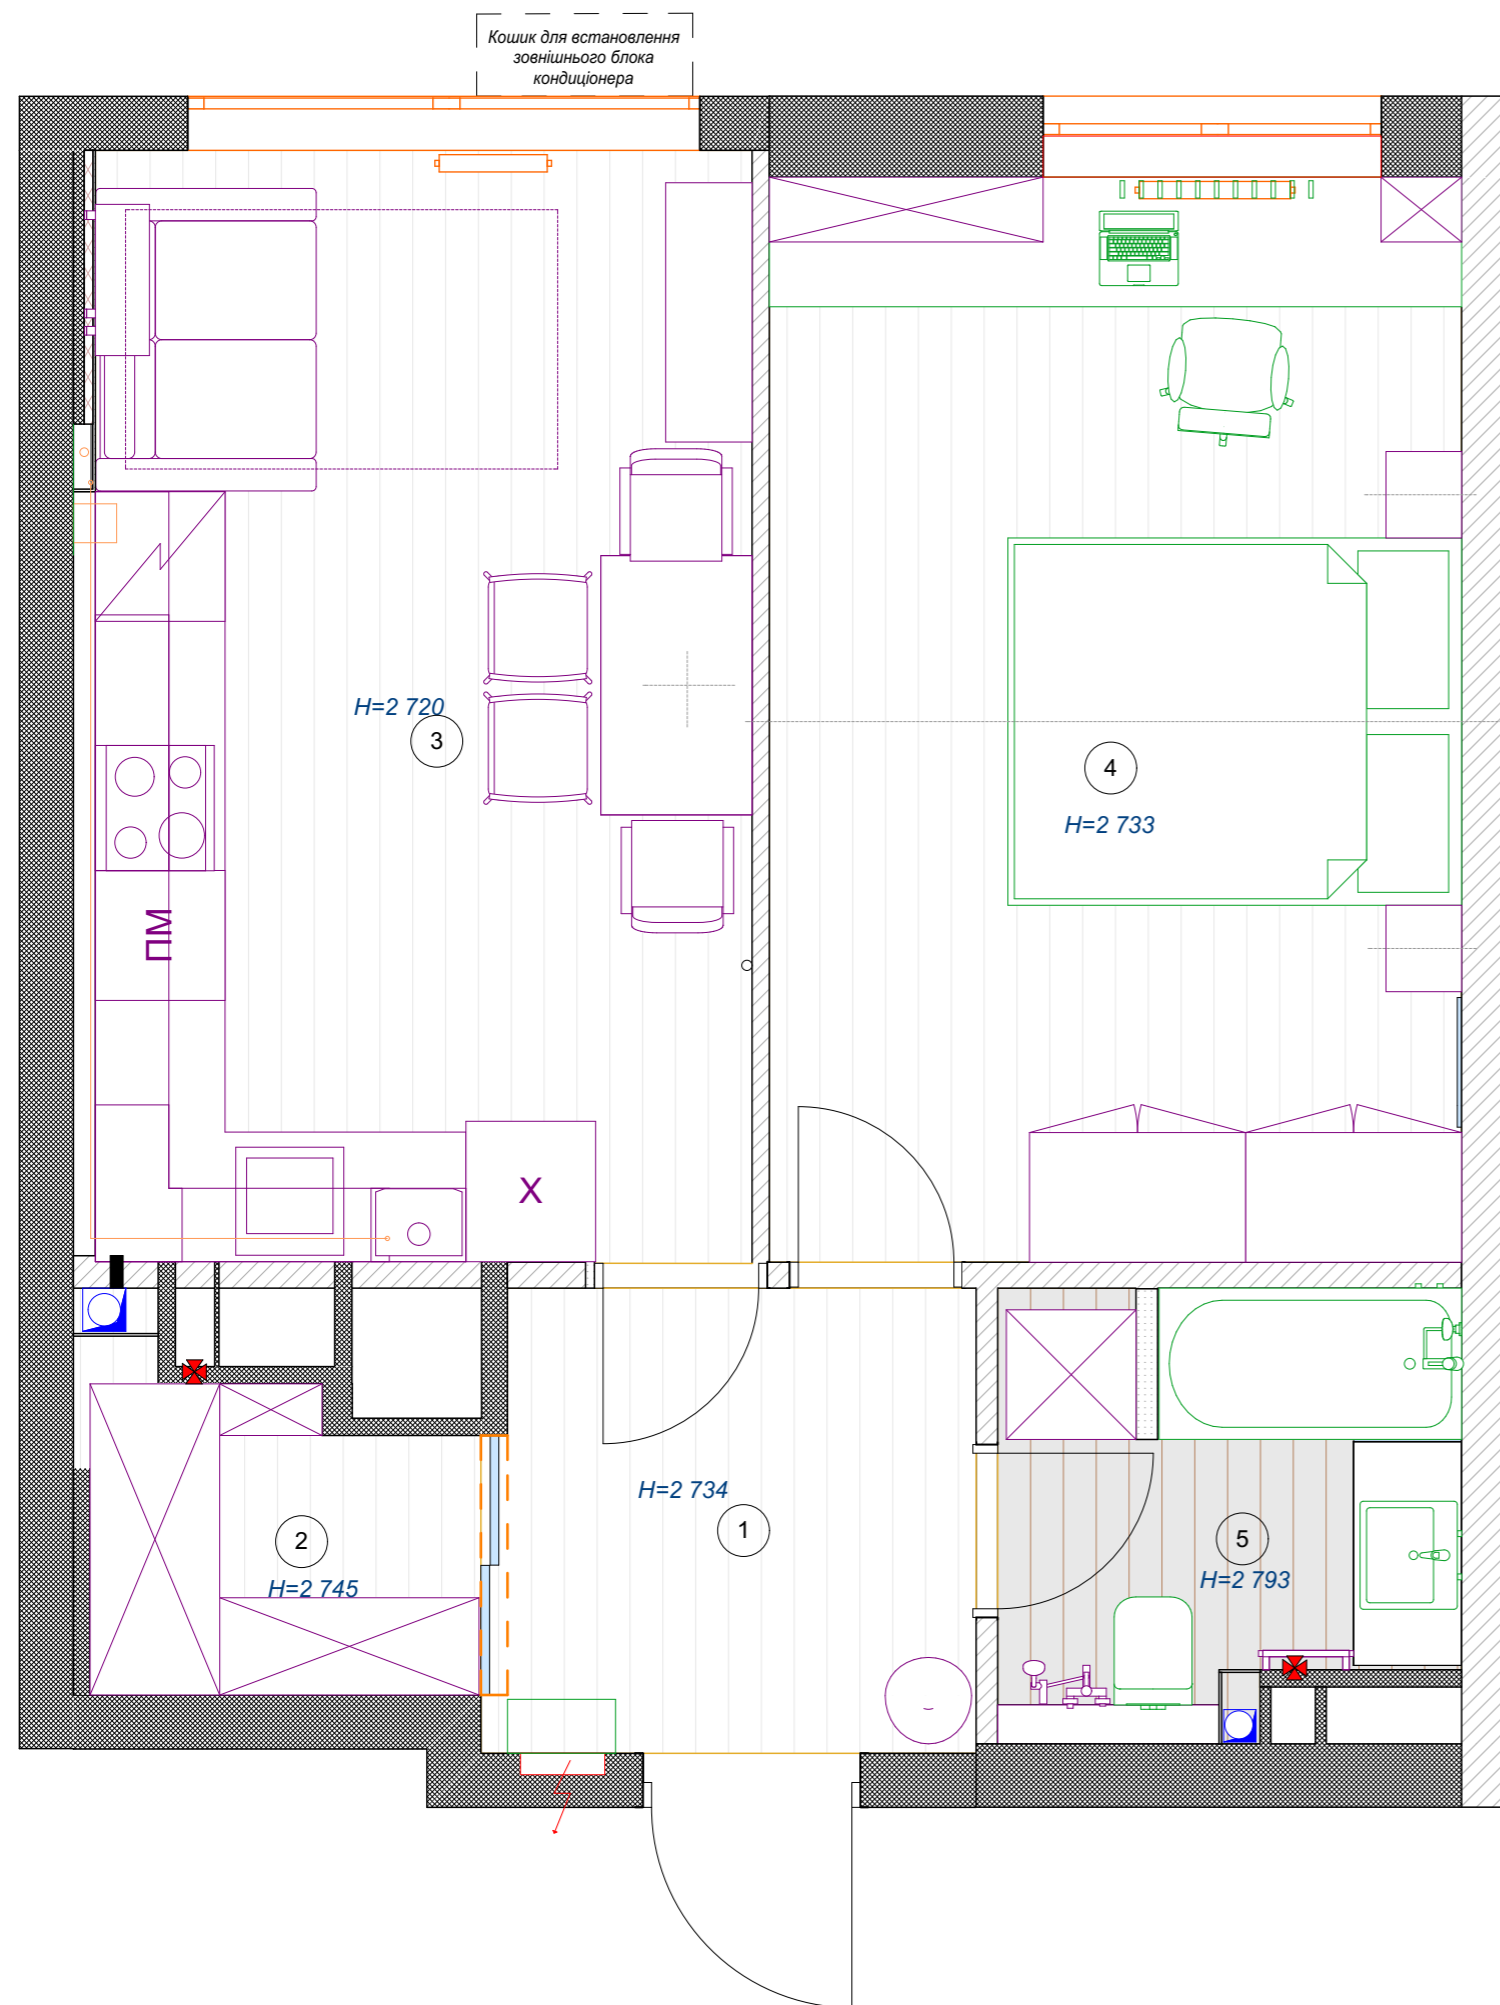 Кошик для встановлення
зовнішнього блока
кондиціонера
H=2 720
3
4
H=2 733
ПМ
X
H=2 734
1
2
H=2 745
5
H=2 793